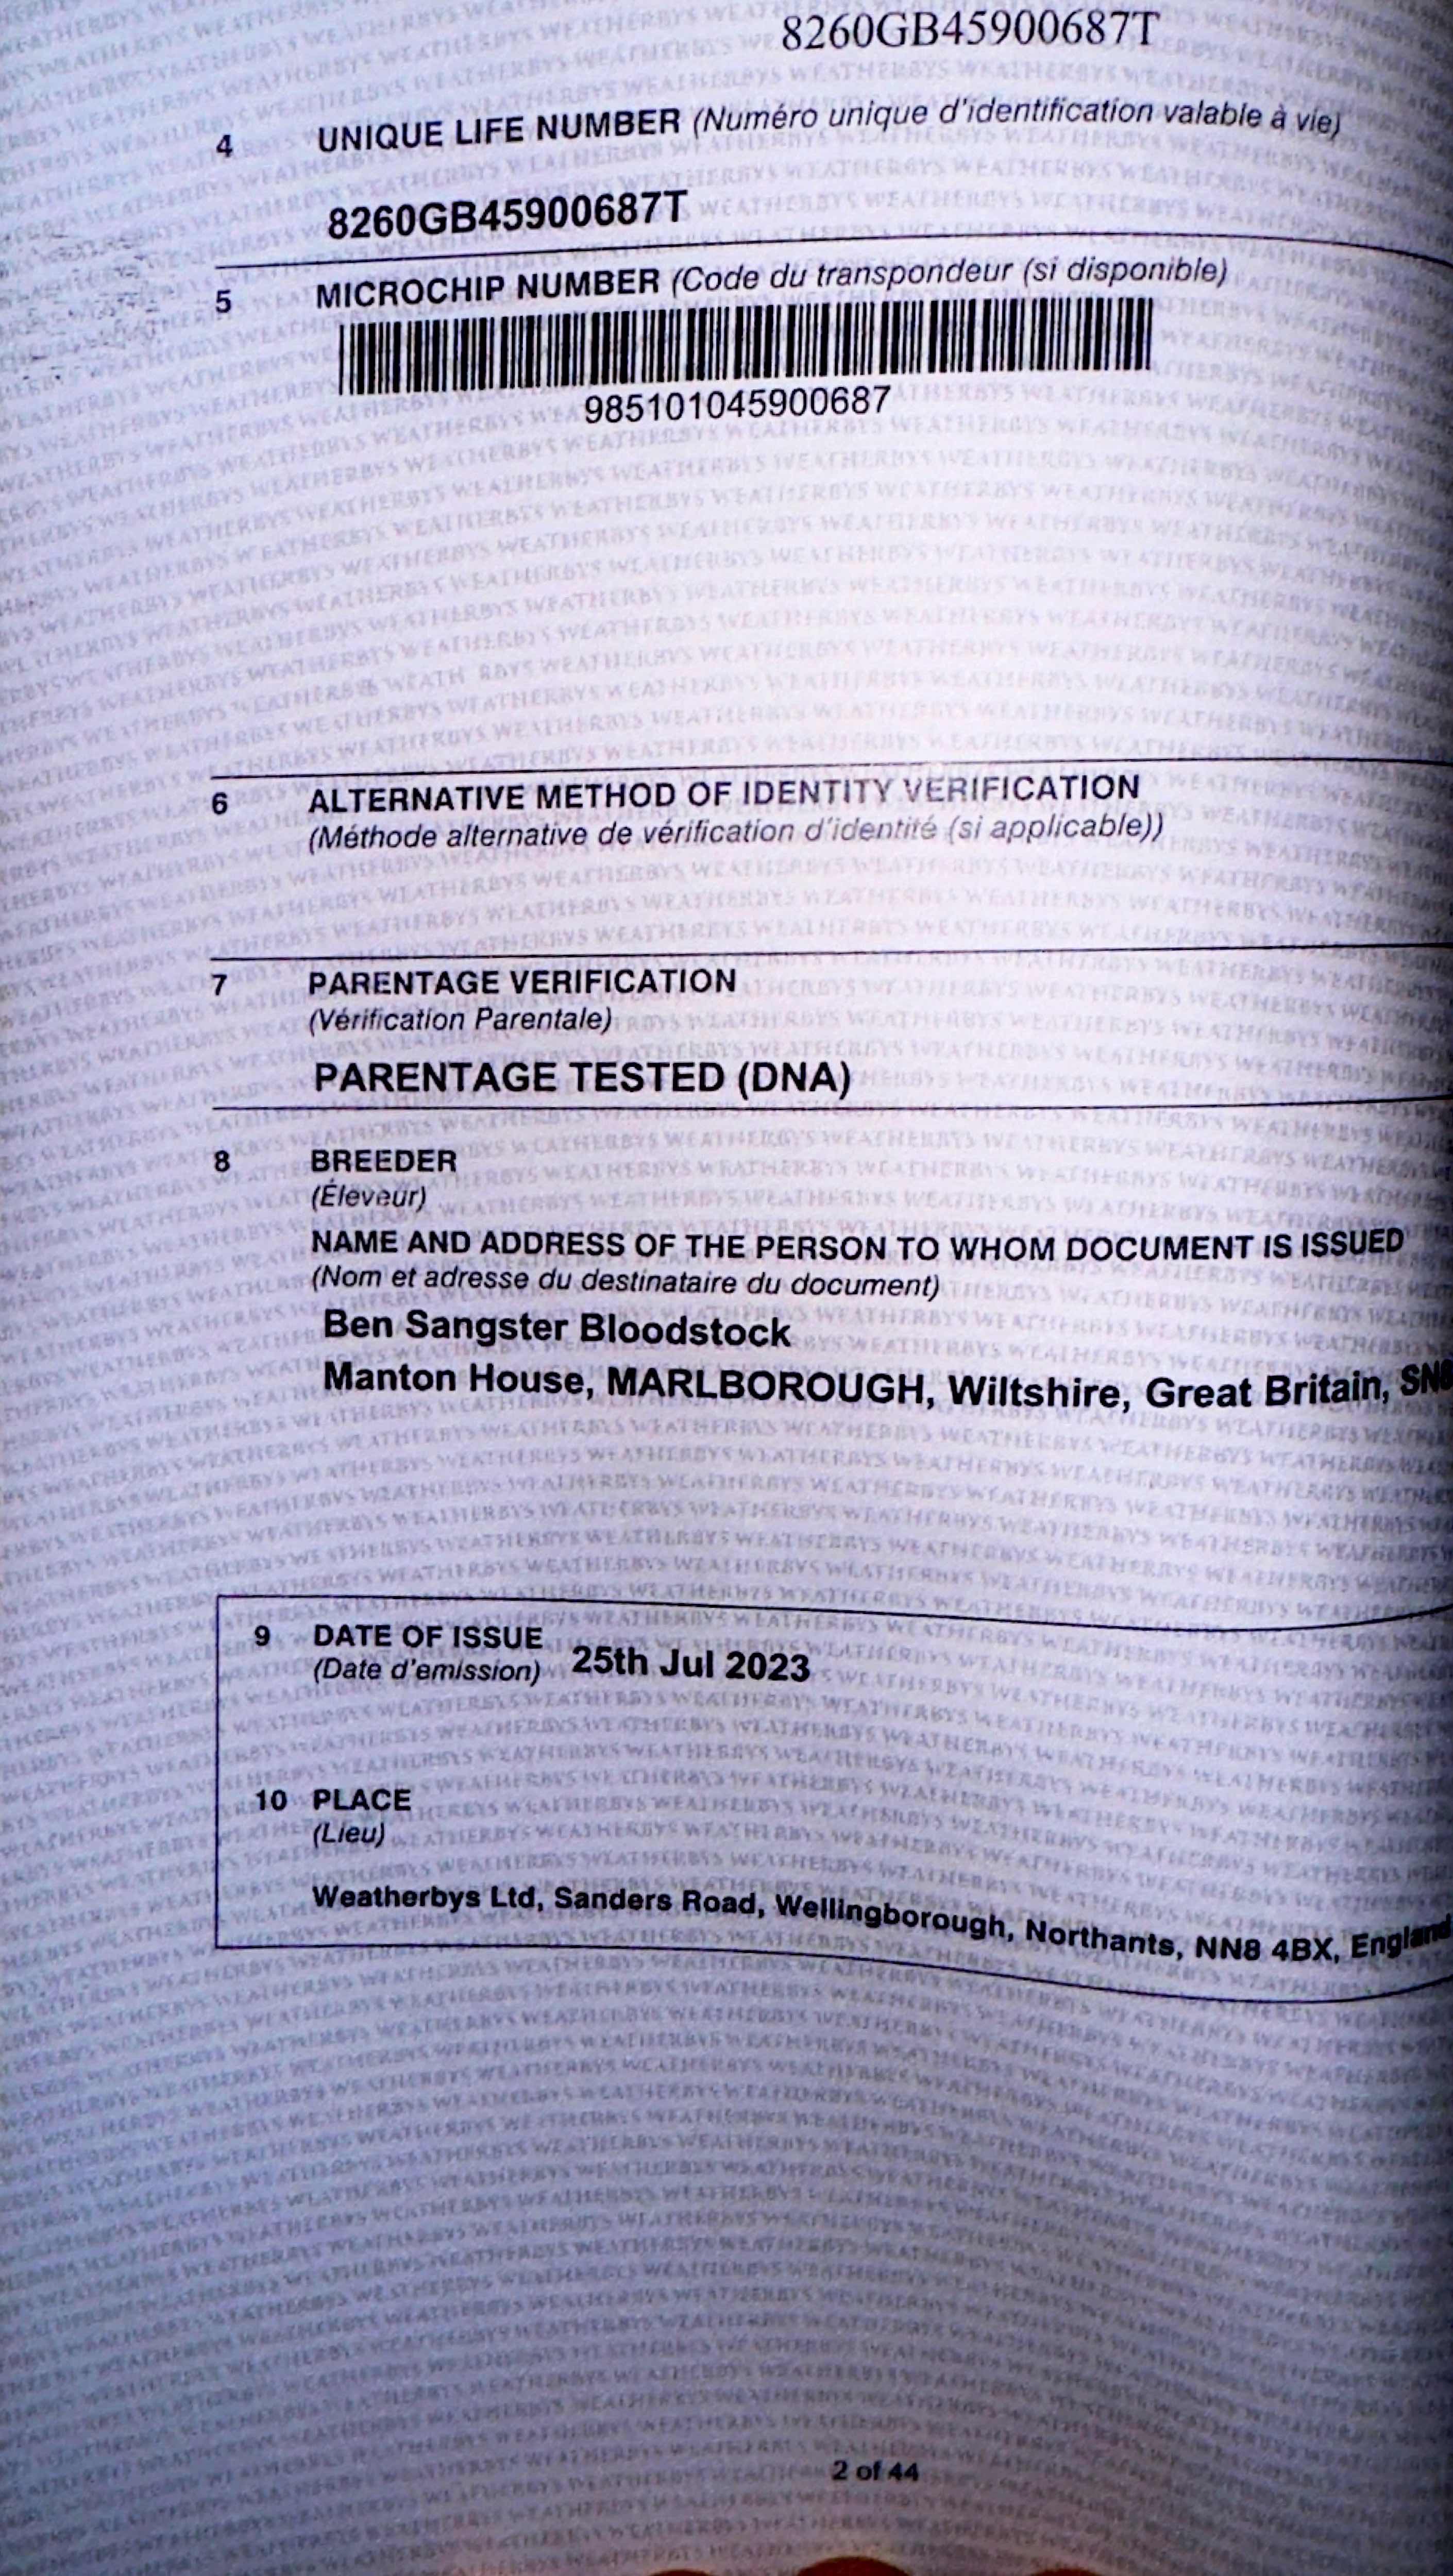 8260GB45900687T
4 UNIQUE LIFE NUMBER (Numéro unique d'identification valable à vie)
8260GB45900687T
5 MICROCHIP NUMBER (Code du transpondeur (si disponible)
985101045900687
6 ALTERNATIVE METHOD OF IDENTITY VERIFICATION
(Méthode alternative de vérification d'identité (si applicable))
7 PARENTAGE VERIFICATION
(Vérification Parentale)
PARENTAGE TESTED (DNA)
8 BREEDER
(Éleveur)
NAME AND ADDRESS OF THE PERSON TO WHOM DOCUMENT IS ISSUED
(Nom et adresse du destinataire du document)
Ben Sangster Bloodstock
Manton House, MARLBOROUGH, Wiltshire, Great Britain,
9 DATE OF ISSUE
(Date d'emission) 25th Jul 2023
10 PLACE
(Lieu)
Weatherbys Ltd, Sanders Road, Wellingborough, Northants, NN8 4BX, England
2 of 44